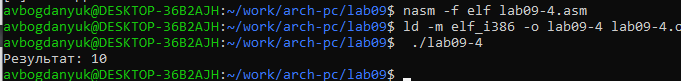 avbogdanyuk@DESKTOP-36B2AJH:~/work/arch-pc/lab09$ nasm -f elf lab09-4.asm
avbogdanyuk@DESKTOP-36B2AJH:~/work/arch-pc/lab09$ ld -m elf_i386 -o lab09-4 lab09-4.o
avbogdanyuk@DESKTOP-36B2AJH:~/work/arch-pc/lab09$ ./lab09-4
Результат: 10
avbogdanyuk@DESKTOP-36B2AJH:~/work/arch-pc/lab09$